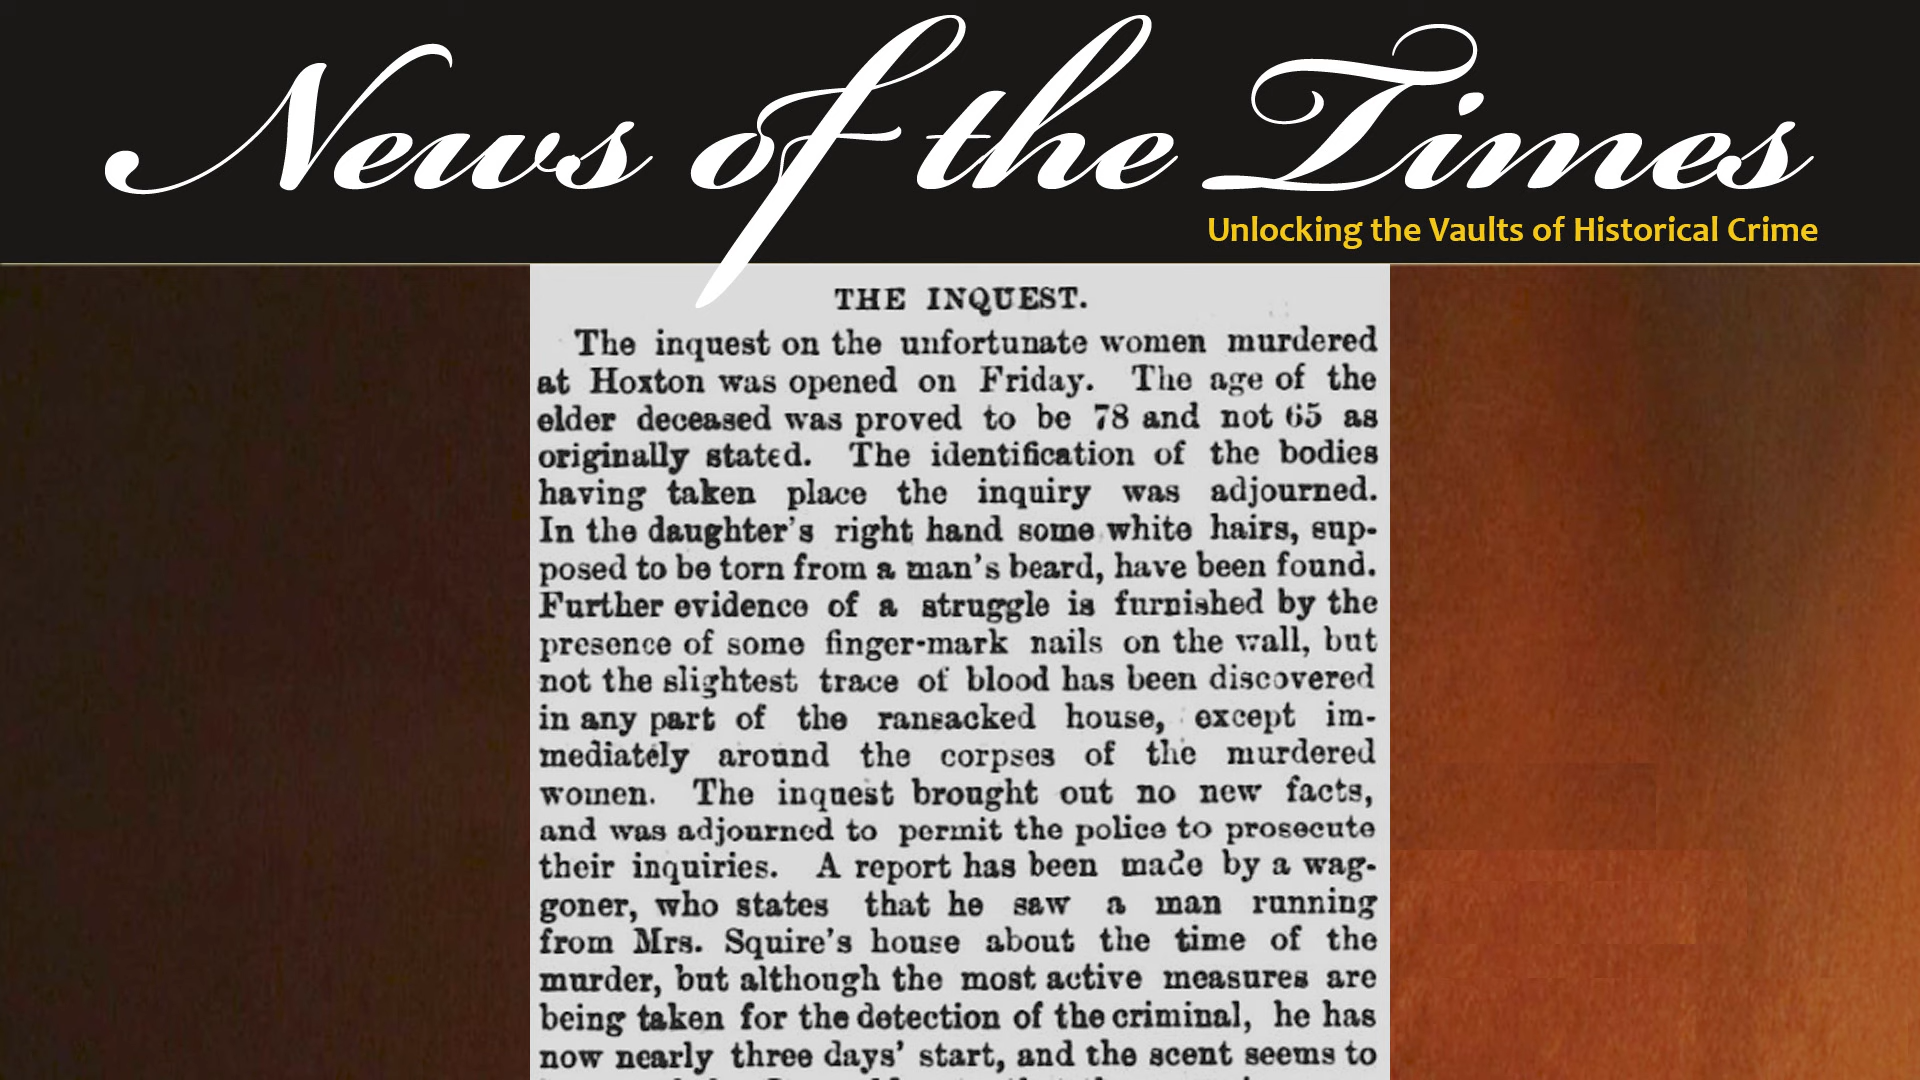 News of the Times
Unlocking the Vaults of Historical Crime
THE INQUEST.
The inquest on the unfortunate women murdered
at Hoxton was opened on Friday. The age of the
elder deceased was proved to be 78 and not 65 as
originally stated. The identification of the bodies
having taken place the inquiry was adjourned.
In the daughter's right hand some white hairs, sup-
posed to be torn from a man's beard, have been found.
Further evidence of a struggle is furnished by the
presence of some finger-mark nails on the wall, but
not the slightest trace of blood has been discovered
in any part of the ransacked house, except im-
mediately around the corpses of the murdered
women. The inquest brought out no new facts,
and was adjourned to permit the police to prosecute
their inquiries. A report has been made by a wag-
goner, who states that he saw a man running
from Mrs. Squire's house about the time of the
murder, but although the most active measures are
being taken for the detection of the criminal, he has
now nearly three days' start, and the scent seems to